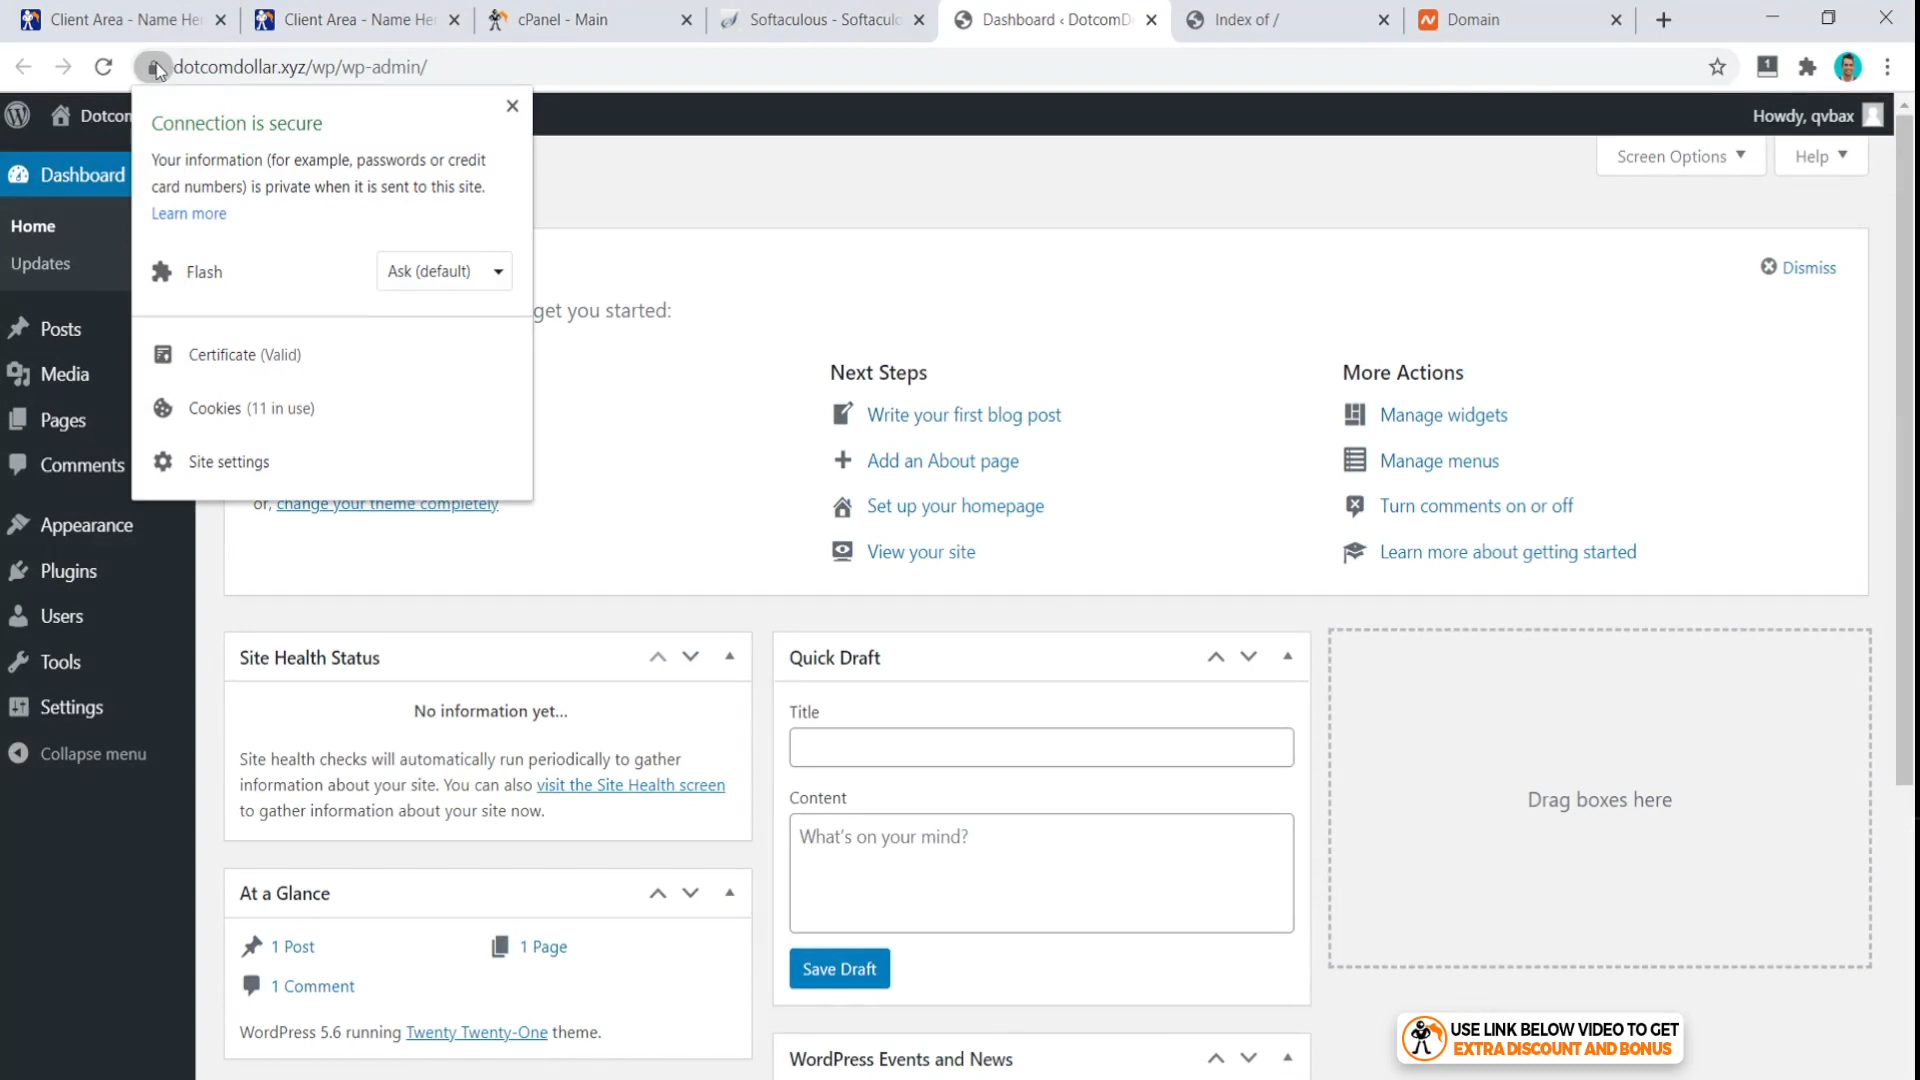 Client Area - Name He
Client Area - Name He
cPanel - Main
Softaculous - Softaculo
Dashboard ‹ DotcomD
Index of /
Domain
dotcomdollar.xyz/wp/wp-admin/
1
Dotcom
Howdy, qvbax
Connection is secure
Your information (for example, passwords or credit
card numbers) is private when it is sent to this site.
Learn more
Flash
Ask (default)
Certificate (Valid)
Cookies (11 in use)
Site settings
Dashboard
Home
Updates
Posts
Media
Pages
Comments
Appearance
Plugins
Users
Tools
Settings
Collapse menu
Screen Options
Help
Dismiss
get you started:
or, change your theme completely
Next Steps
Write your first blog post
Add an About page
Set up your homepage
View your site
More Actions
Manage widgets
Manage menus
Turn comments on or off
Learn more about getting started
Site Health Status
No information yet...
Site health checks will automatically run periodically to gather
information about your site. You can also visit the Site Health screen
to gather information about your site now.
At a Glance
1 Post
1 Page
1 Comment
WordPress 5.6 running Twenty Twenty-One theme.
Quick Draft
Title
Content
What's on your mind?
Save Draft
WordPress Events and News
Drag boxes here
USE LINK BELOW VIDEO TO GET
EXTRA DISCOUNT AND BONUS